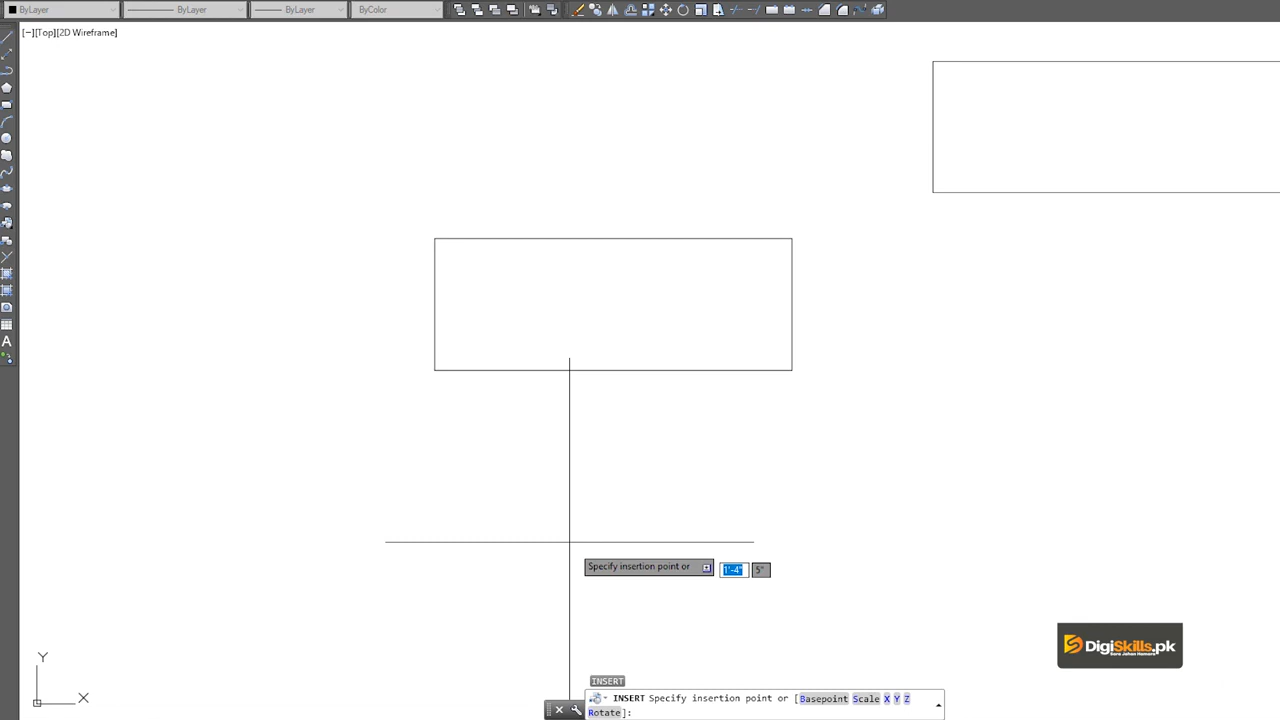 ByLayer
ByLayer
ByLayer
ByColor
[−][Top][2D Wireframe]
A
Specify insertion point or
1'-4"
5"
DigiSkills.pk
Y
X
INSERT
INSERT Specify insertion point or [Basepoint Scale X Y Z
Rotate]: